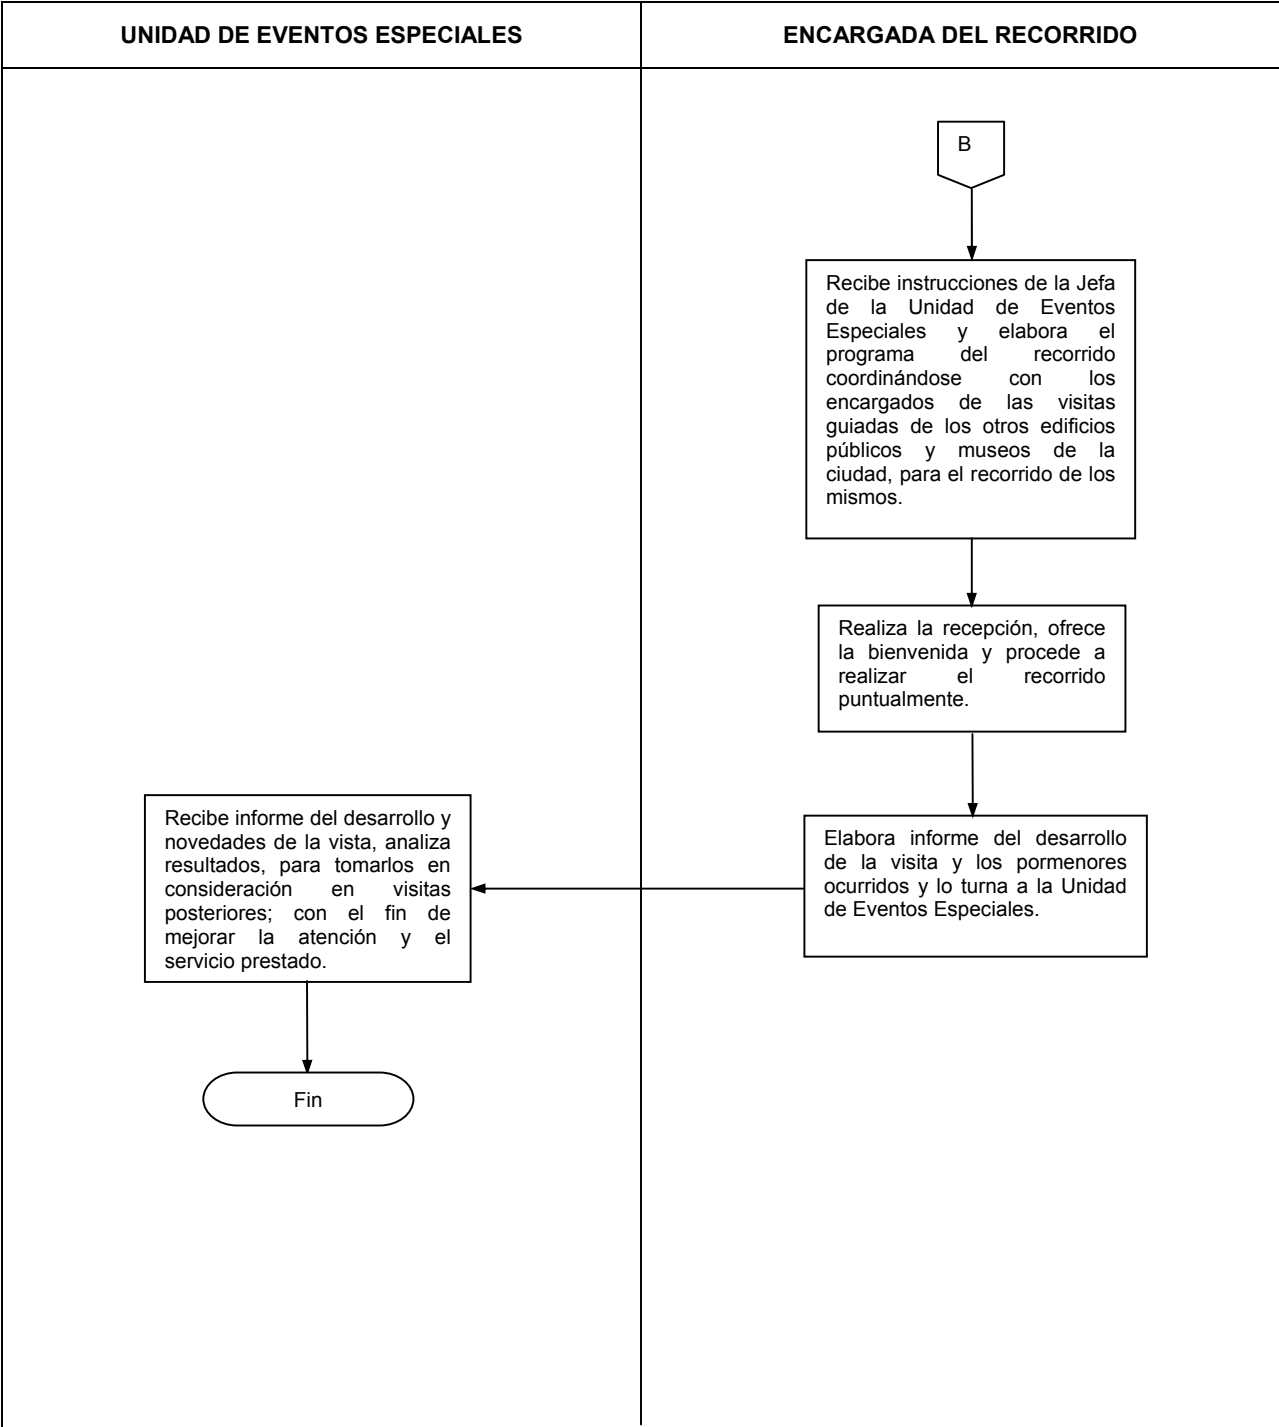 UNIDAD DE EVENTOS ESPECIALES
ENCARGADA DEL RECORRIDO
B
Recibe instrucciones de la Jefa
de la Unidad de Eventos
Especiales y elabora el
programa del recorrido
coordinándose con los
encargados de las visitas
guiadas de los otros edificios
públicos y museos de la
ciudad, para el recorrido de los
mismos.
Realiza la recepción, ofrece
la bienvenida y procede a
realizar el recorrido
puntualmente.
Elabora informe del desarrollo
de la visita y los pormenores
ocurridos y lo turna a la Unidad
de Eventos Especiales.
Recibe informe del desarrollo y
novedades de la vista, analiza
resultados, para tomarlos en
consideración en visitas
posteriores; con el fin de
mejorar la atención y el
servicio prestado.
Fin